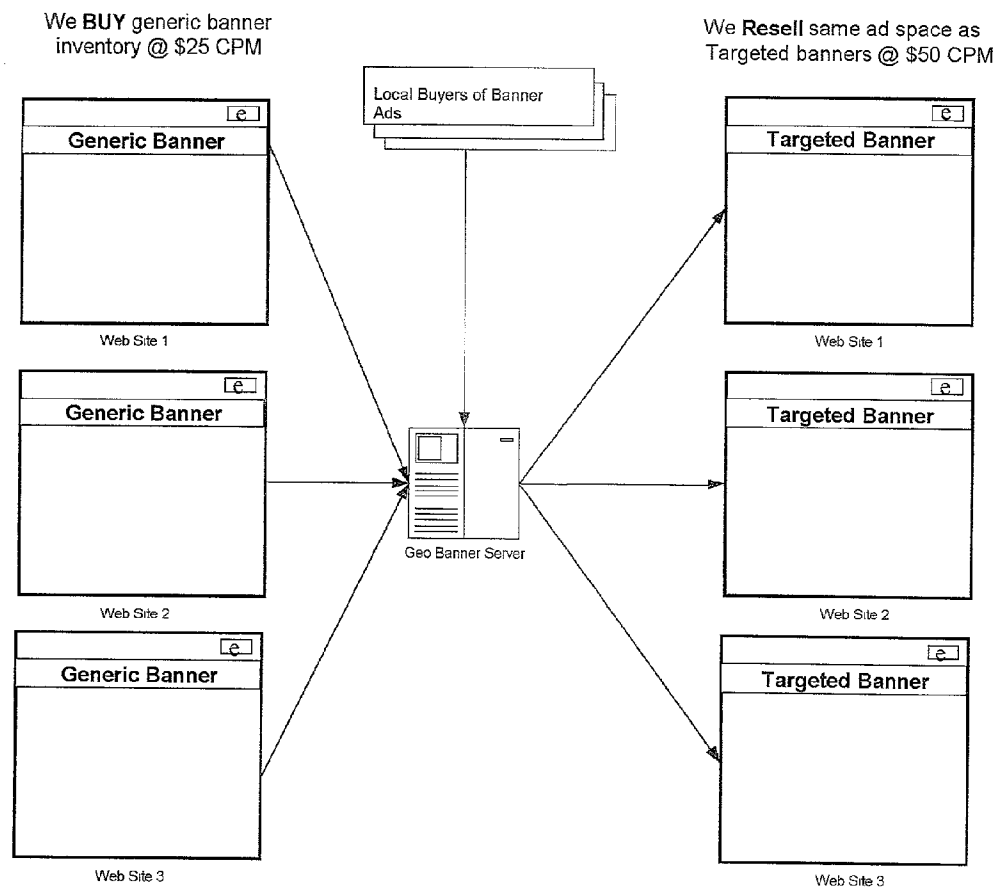 We BUY generic banner
inventory @ $25 CPM
We Resell same ad space as
Targeted banners @ $50 CPM
Local Buyers of Banner
Ads
e
Generic Banner
Web Site 1
e
Targeted Banner
Web Site 1
e
Generic Banner
Web Site 2
Geo Banner Server
e
Targeted Banner
Web Site 2
e
Generic Banner
Web Site 3
e
Targeted Banner
Web Site 3